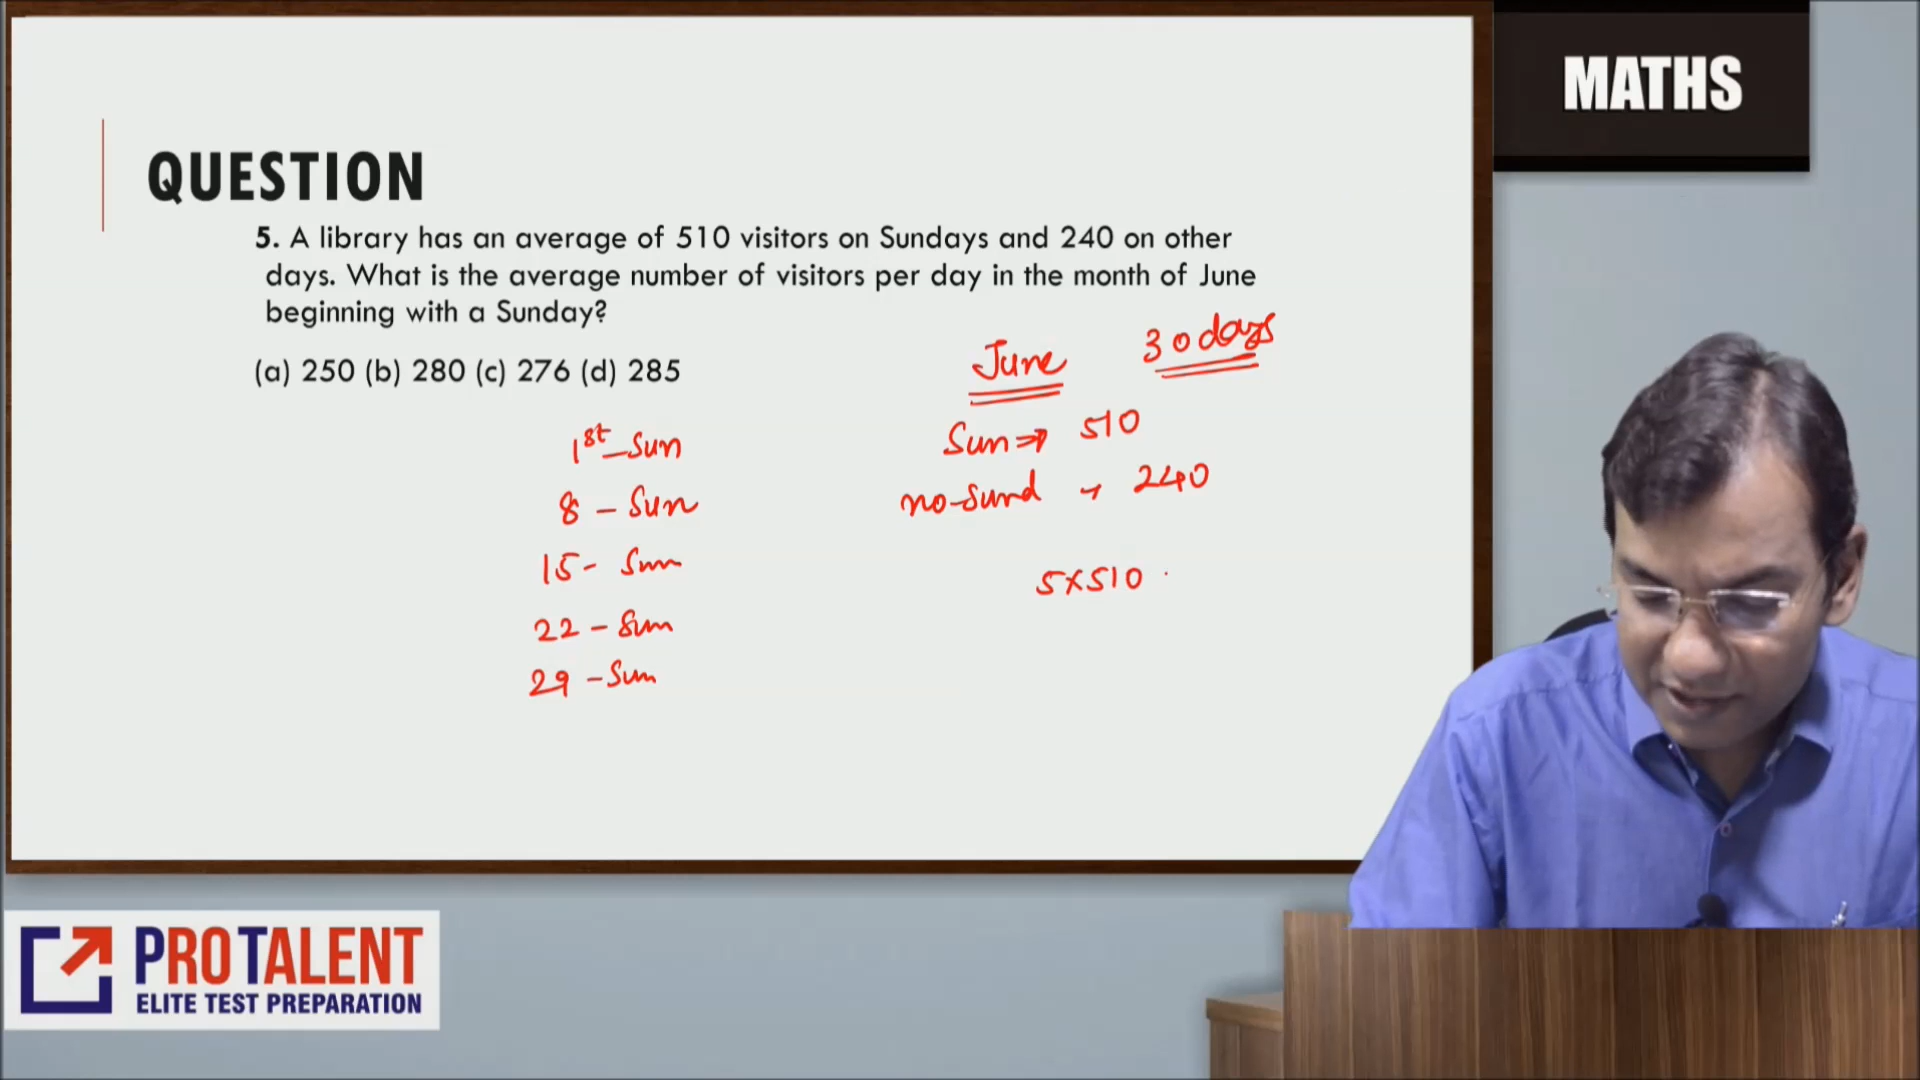 MATHS
QUESTION
5. A library has an average of 510 visitors on Sundays and 240 on other
days. What is the average number of visitors per day in the month of June
beginning with a Sunday?
(a) 250 (b) 280 (c) 276 (d) 285
June 30 days
Sun ⇒ 510
no-sund → 240
1st - Sun
8 - Sun
15 - Sun
22 - Sun
29 - Sun
5x510
PROTALENT
ELITE TEST PREPARATION